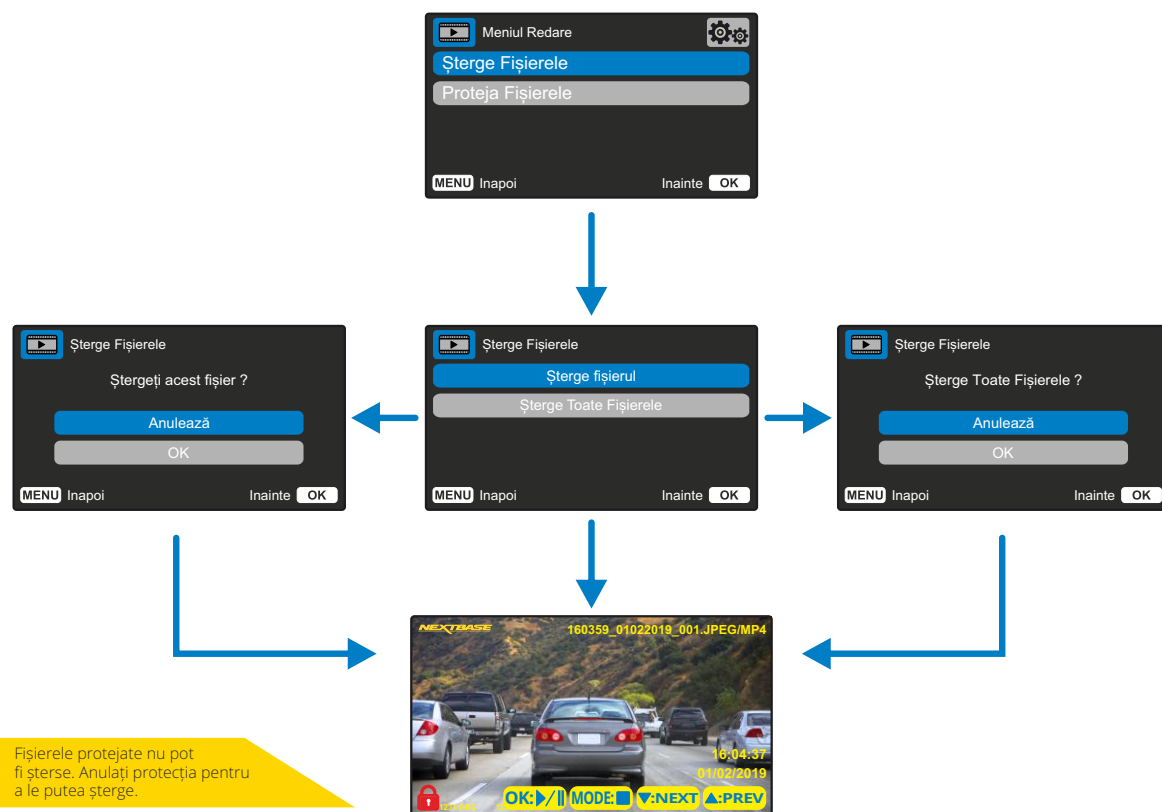 Meniul Redare
Șterge Fișierele
Proteja Fișierele
MENU Inapoi Inainte OK
Șterge Fișierele
Ștergeți acest fișier ?
Anulează
OK
MENU Inapoi Inainte OK
Șterge Fișierele
Șterge fișierul
Șterge Toate Fișierele
MENU Inapoi Inainte OK
Șterge Fișierele
Șterge Toate Fișierele ?
Anulează
OK
MENU Inapoi Inainte OK
NEXTBASE 160359_01022019_001.JPEG/MP4
16:04:37
01/02/2019
OK: MODE: :NEXT :PREV
Fișierele protejate nu pot
fi șterse. Anulați protecția pentru
a le putea șterge.